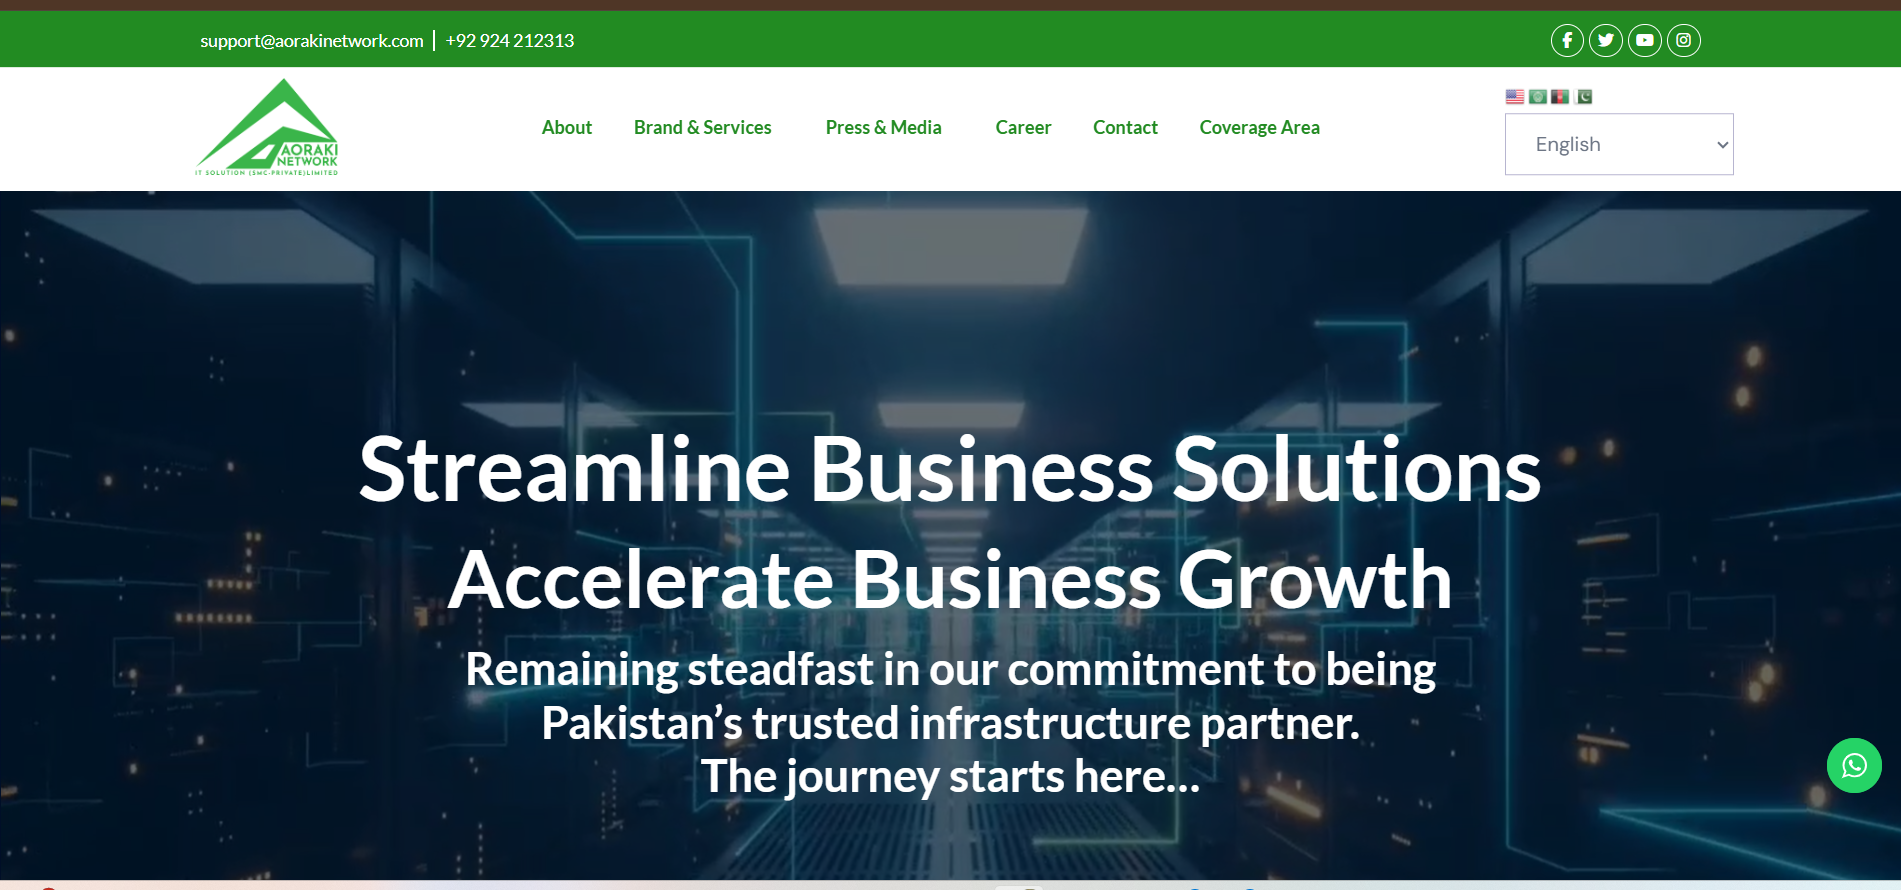 support@aorakinetwork.com | +92 924 212313
AORAKI
NETWORK
IT SOLUTION (SMC-PRIVATE) LIMITED
About
Brand & Services
Press & Media
Career
Contact
Coverage Area
English
Streamline Business Solutions
Accelerate Business Growth
Remaining steadfast in our commitment to being
Pakistan’s trusted infrastructure partner.
The journey starts here...